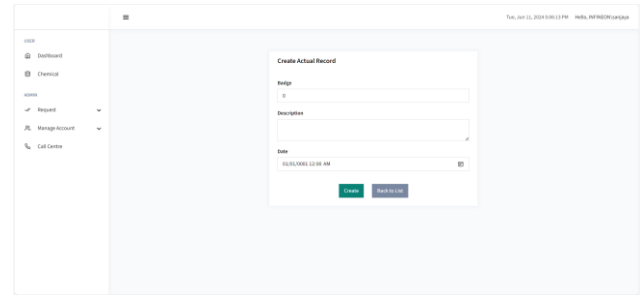 Tue, Jun 11, 2024 5:00:13 PM Hello, INFINEON\sanjaya
USER
Dashboard
Chemical
ADMIN
Request
Manage Account
Call Centre
Create Actual Record
Badge
0
Description
Date
01/01/0001 12:00 AM
Create
Back to List